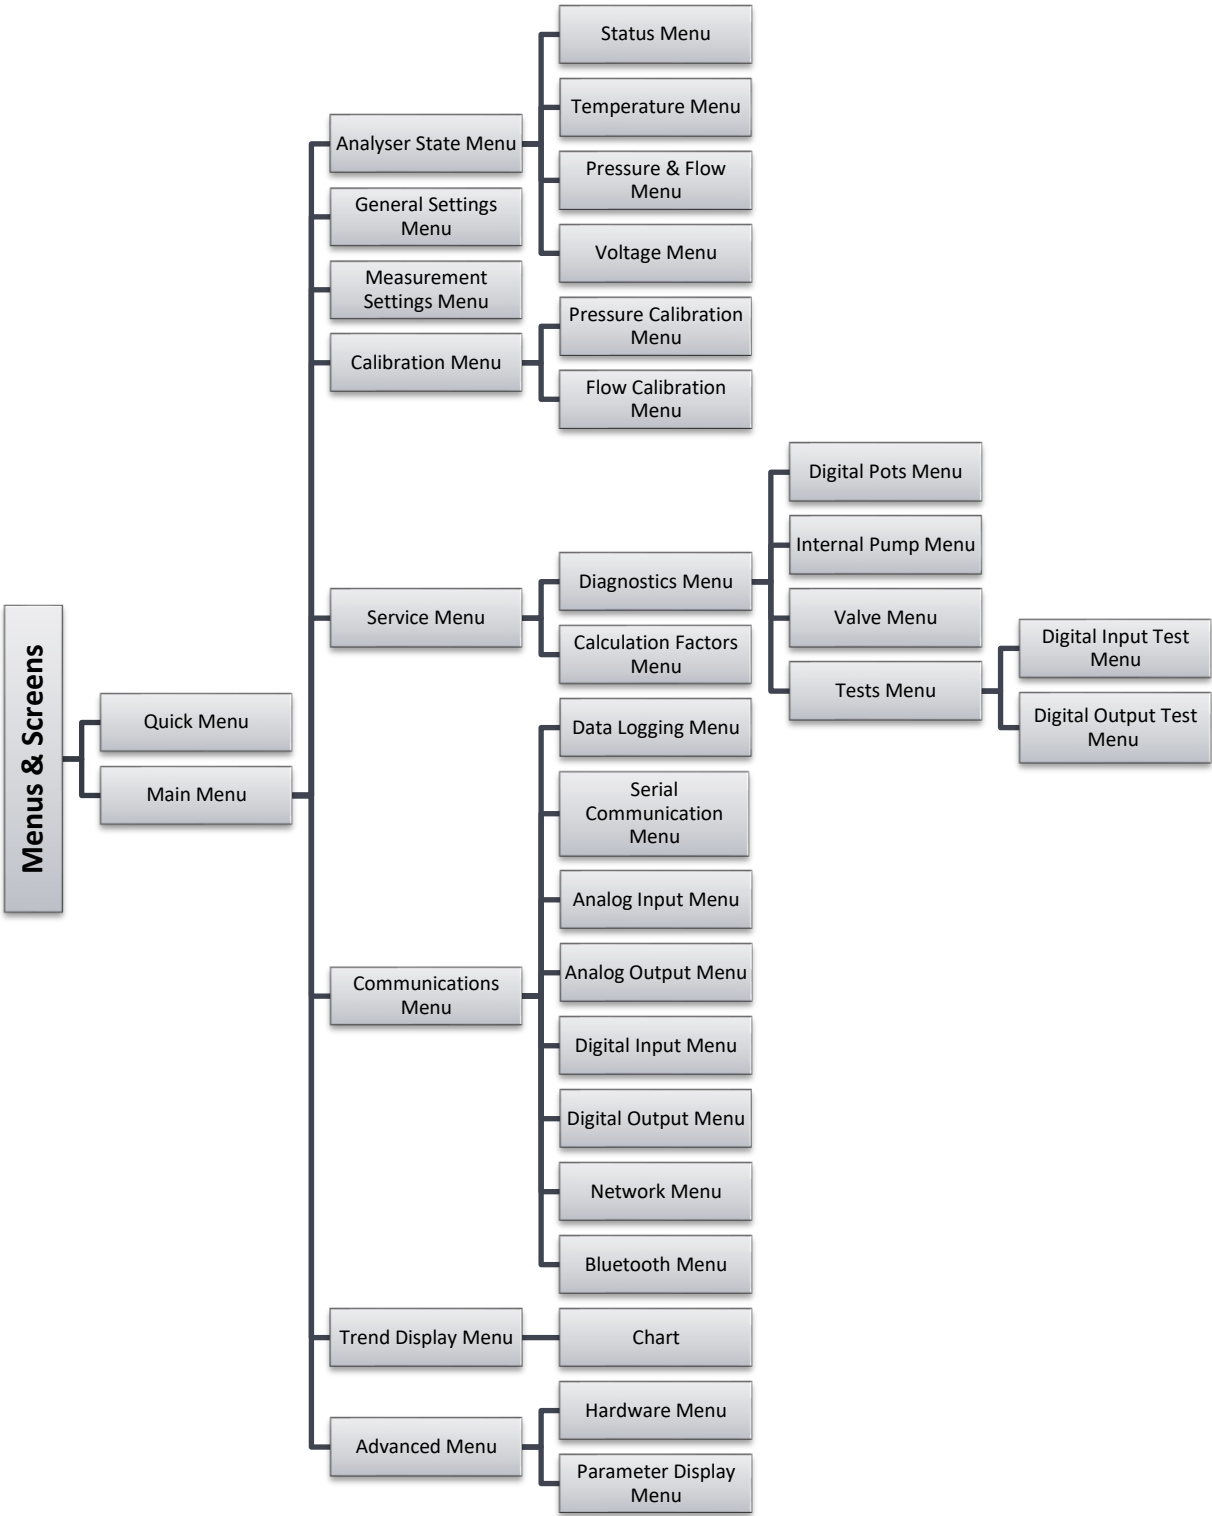 Menus & Screens
Quick Menu
Main Menu
Analyser State Menu
Status Menu
Temperature Menu
Pressure & Flow
Menu
Voltage Menu
General Settings
Menu
Measurement
Settings Menu
Calibration Menu
Pressure Calibration
Menu
Flow Calibration
Menu
Service Menu
Diagnostics Menu
Digital Pots Menu
Internal Pump Menu
Valve Menu
Tests Menu
Digital Input Test
Menu
Digital Output Test
Menu
Calculation Factors
Menu
Communications
Menu
Data Logging Menu
Serial
Communication
Menu
Analog Input Menu
Analog Output Menu
Digital Input Menu
Digital Output Menu
Network Menu
Bluetooth Menu
Trend Display Menu
Chart
Advanced Menu
Hardware Menu
Parameter Display
Menu